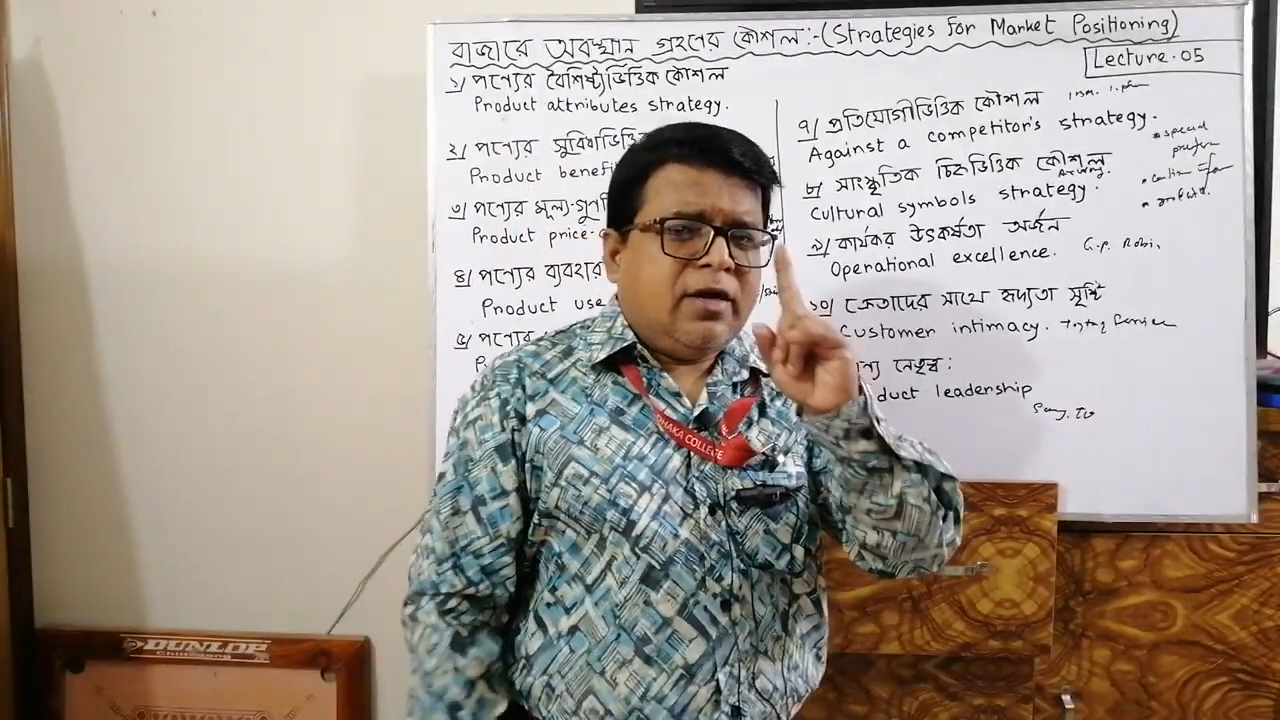 বাজারে অবস্থান গ্রহণের কৌশল:-(Strategies for Market Positioning)
Lecture-05
১) পণ্যের বৈশিষ্ট্যভিত্তিক কৌশল
Product attributes strategy.
২) পণ্যের সুবিধাভিত্তি
Product benefi
৩) পণ্যের মূল্য-গুণ
Product price-
৪) পণ্যের ব্যবহার
Product use
৫) পণ্যের
৭) প্রতিযোগীভিত্তিক কৌশল
Against a competitor's strategy.
৮) সাংস্কৃতিক চিহ্নভিত্তিক কৌশল
Cultural symbols strategy.
৯) কার্যকর উৎকর্ষতা অর্জন
Operational excellence. G.p. Robi.
১০) ক্রেতাদের সাথে হৃদ্যতা সৃষ্টি
Customer intimacy.
ণ্য নেতৃত্ব:
duct leadership
DHAKA COLLEGE
DUNLOP